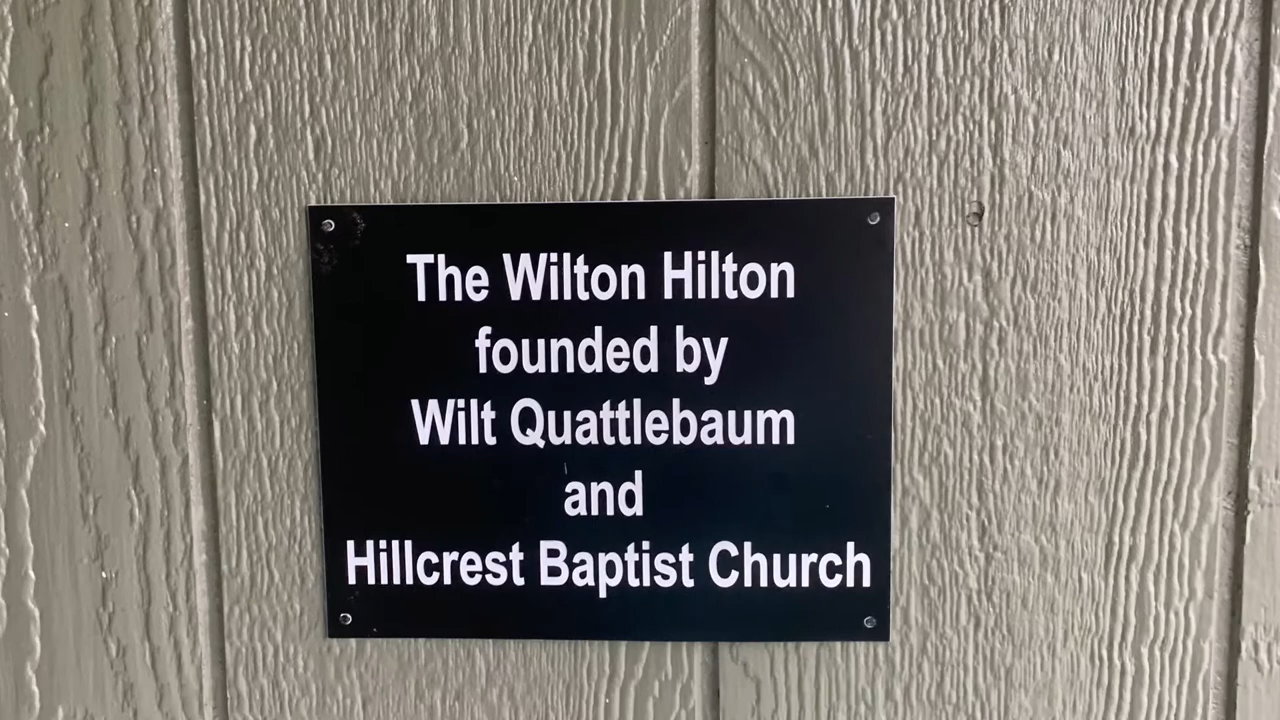 The Wilton Hilton
founded by
Wilt Quattlebaum
and
Hillcrest Baptist Church